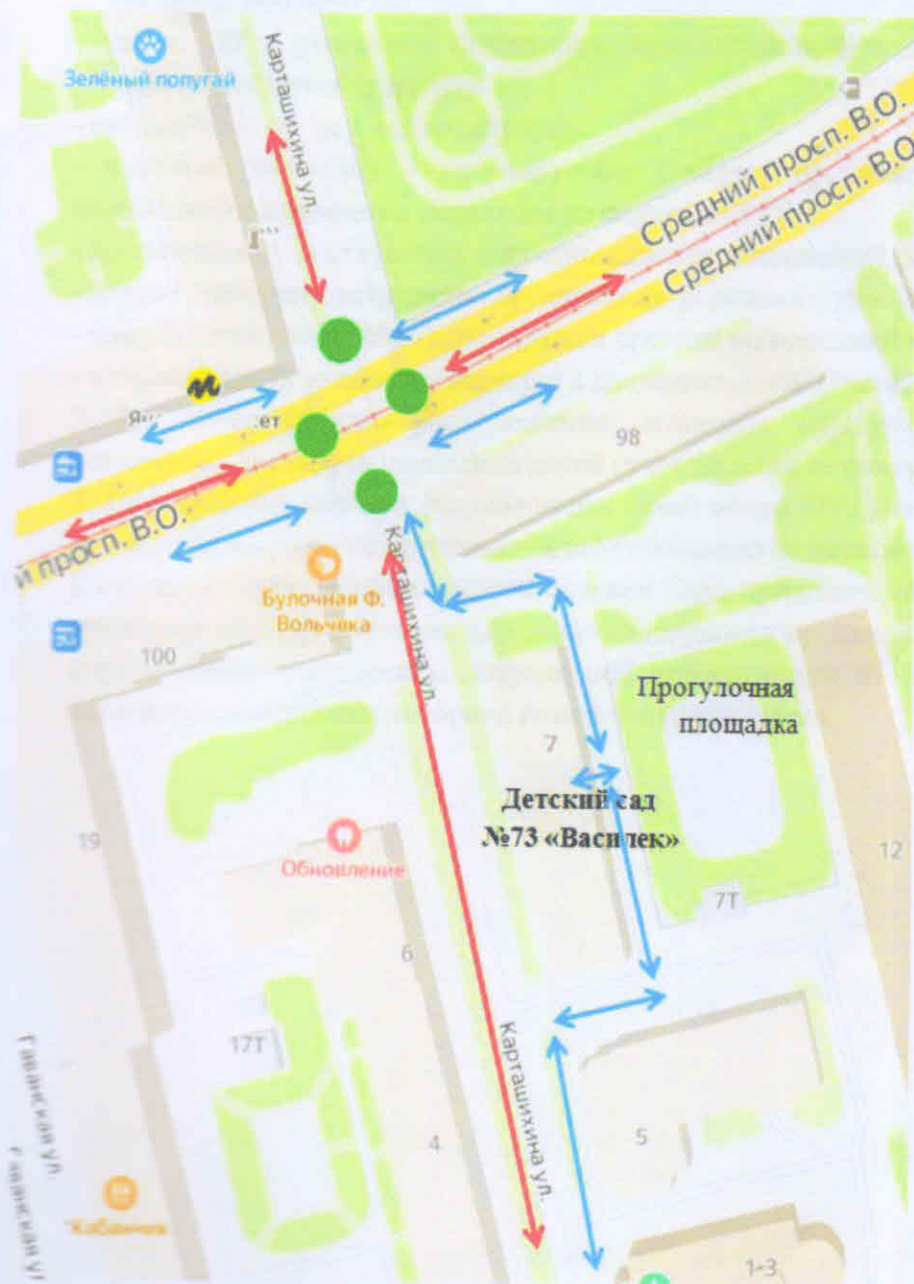 Зелёный попугай
Карташихина ул.
Средний просп. В.О.
Средний просп. В.О
98
й просп. В.О.
Булочная Ф.
Вольчека
Карташихина ул.
100
Прогулочная
площадка
7
Детский сад
№73 «Василек»
19
Обновление
12
7Т
6
17Т
Карташихина ул.
Гаванская ул.
4
5
Кабанчик
1-3